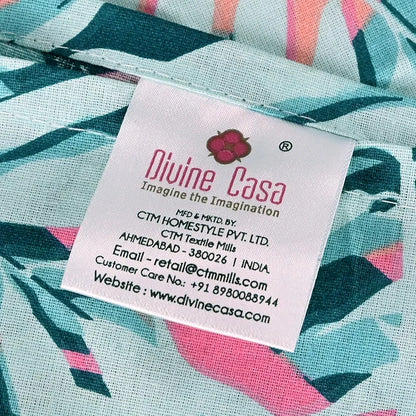 ®
Divine Casa
Imagine the Imagination
MFD & MKTD. BY.
CTM HOMESTYLE PVT. LTD.
CTM Textile Mills
AHMEDABAD - 380026 | INDIA.
Email - retail@ctmmills.com
Customer Care No.: +91 8980088944
Website : www.divinecasa.com